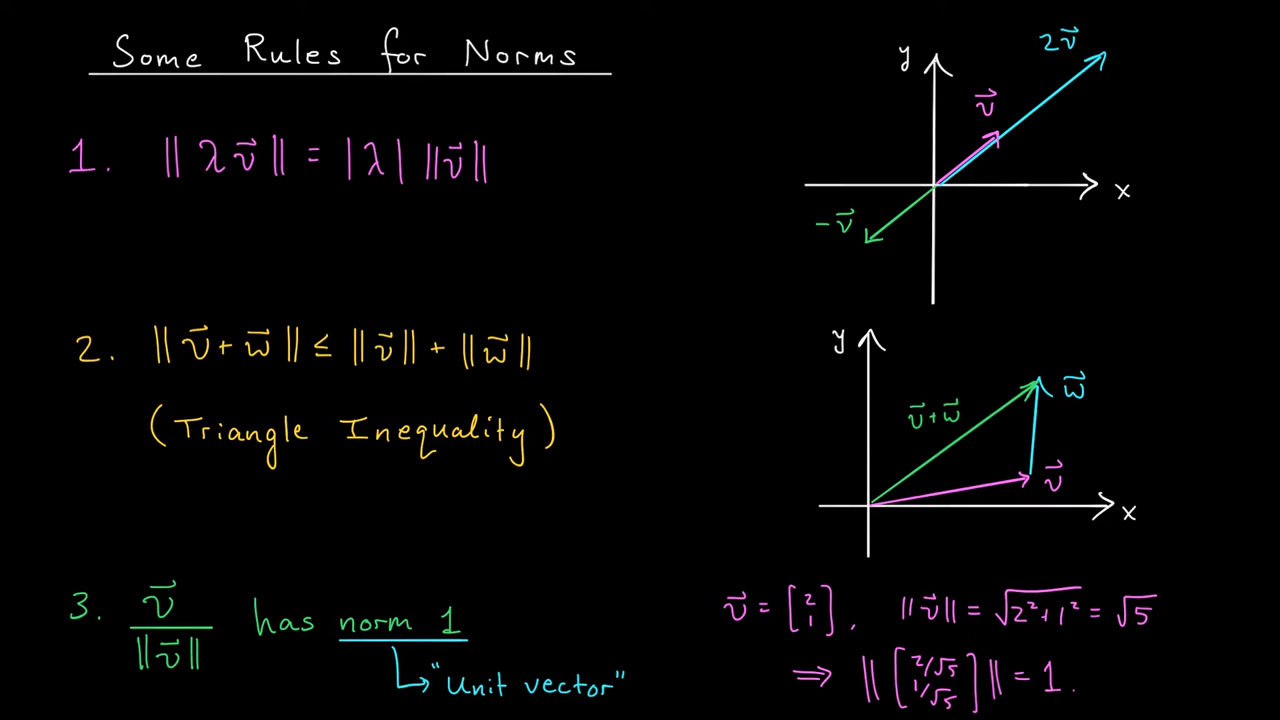 Some Rules for Norms
1. ||λv⃗|| = |λ| ||v⃗||
y
2v⃗
v⃗
x
-v⃗
2. ||v⃗ + w⃗|| ≤ ||v⃗|| + ||w⃗||
(Triangle Inequality)
y
w⃗
v⃗+w⃗
v⃗
x
3. v⃗/||v⃗|| has norm 1
"Unit vector"
v⃗ = [2 1], ||v⃗|| = √(2²+1²) = √5
⟹ ||[2/√5 1/√5]|| = 1.